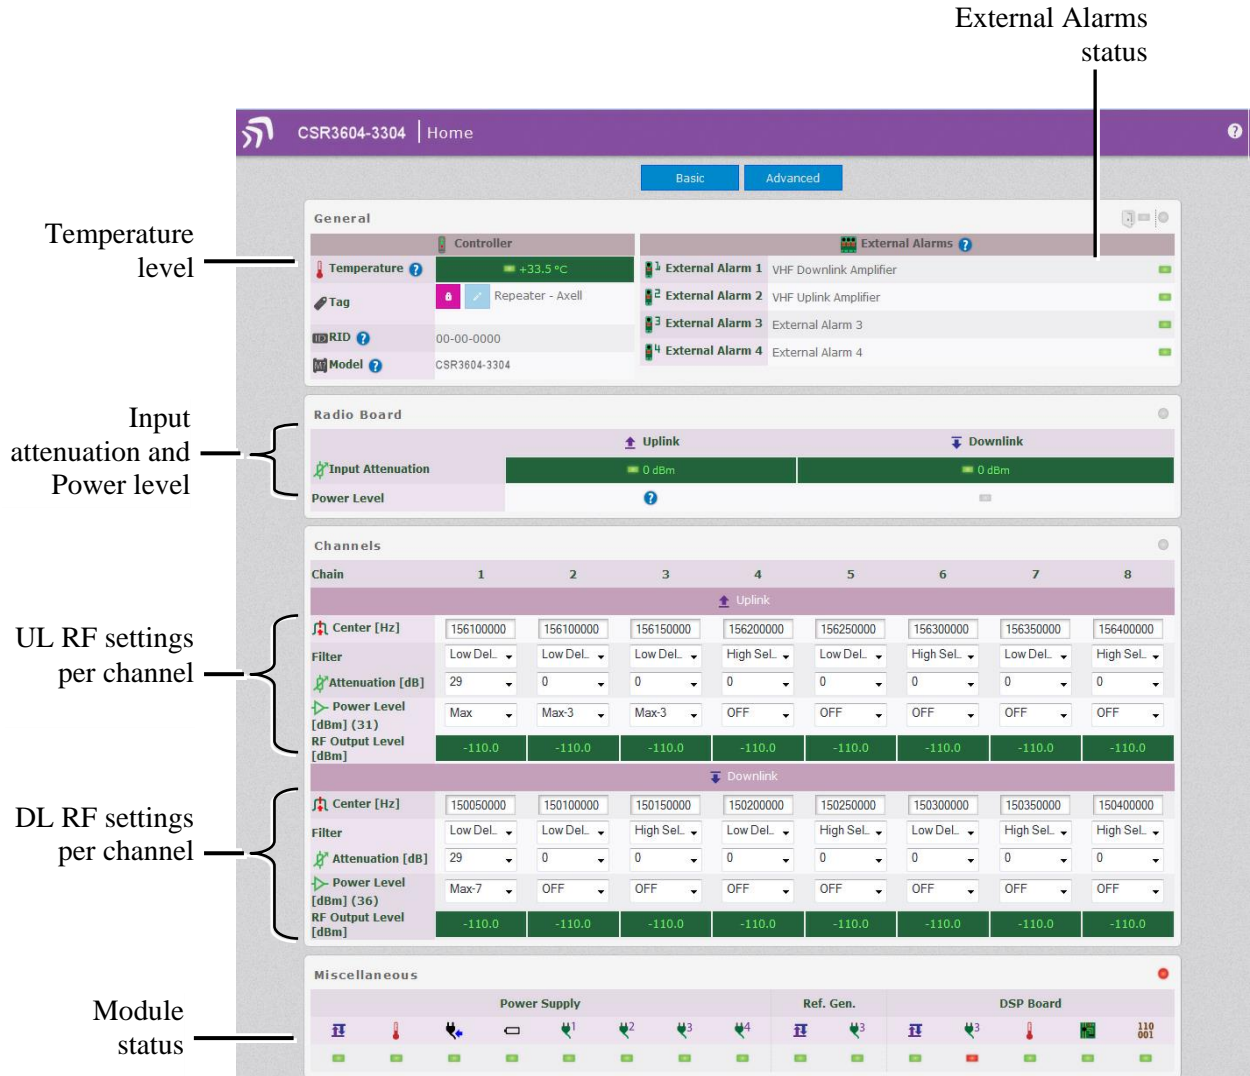 External Alarms
status
CSR3604-3304 Home
Basic Advanced
Temperature
level
General
Controller External Alarms
Temperature +33.5 °C External Alarm 1 VHF Downlink Amplifier
Tag Repeater - Axell External Alarm 2 VHF Uplink Amplifier
RID 00-00-0000 External Alarm 3 External Alarm 3
Model CSR3604-3304 External Alarm 4 External Alarm 4
Input
attenuation and
Power level
Radio Board
Uplink Downlink
Input Attenuation 0 dBm 0 dBm
Power Level
Channels
Chain 1 2 3 4 5 6 7 8
Uplink
UL RF settings
per channel
Center [Hz] 156100000 156100000 156150000 156200000 156250000 156300000 156350000 156400000
Filter Low Del... Low Del... Low Del... High Sel... Low Del... High Sel... Low Del... High Sel...
Attenuation [dB] 29 0 0 0 0 0 0 0
Power Level
[dBm] (31) Max Max-3 Max-3 OFF OFF OFF OFF OFF
RF Output Level
[dBm] -110.0 -110.0 -110.0 -110.0 -110.0 -110.0 -110.0 -110.0
Downlink
DL RF settings
per channel
Center [Hz] 150050000 150100000 150150000 150200000 150250000 150300000 150350000 150400000
Filter Low Del... Low Del... High Sel... Low Del... High Sel... Low Del... High Sel... High Sel...
Attenuation [dB] 29 0 0 0 0 0 0 0
Power Level
[dBm] (36) Max-7 OFF OFF OFF OFF OFF OFF OFF
RF Output Level
[dBm] -110.0 -110.0 -110.0 -110.0 -110.0 -110.0 -110.0 -110.0
Module
status
Miscellaneous
Power Supply Ref. Gen. DSP Board
1 2 3 4 3 3 110
001